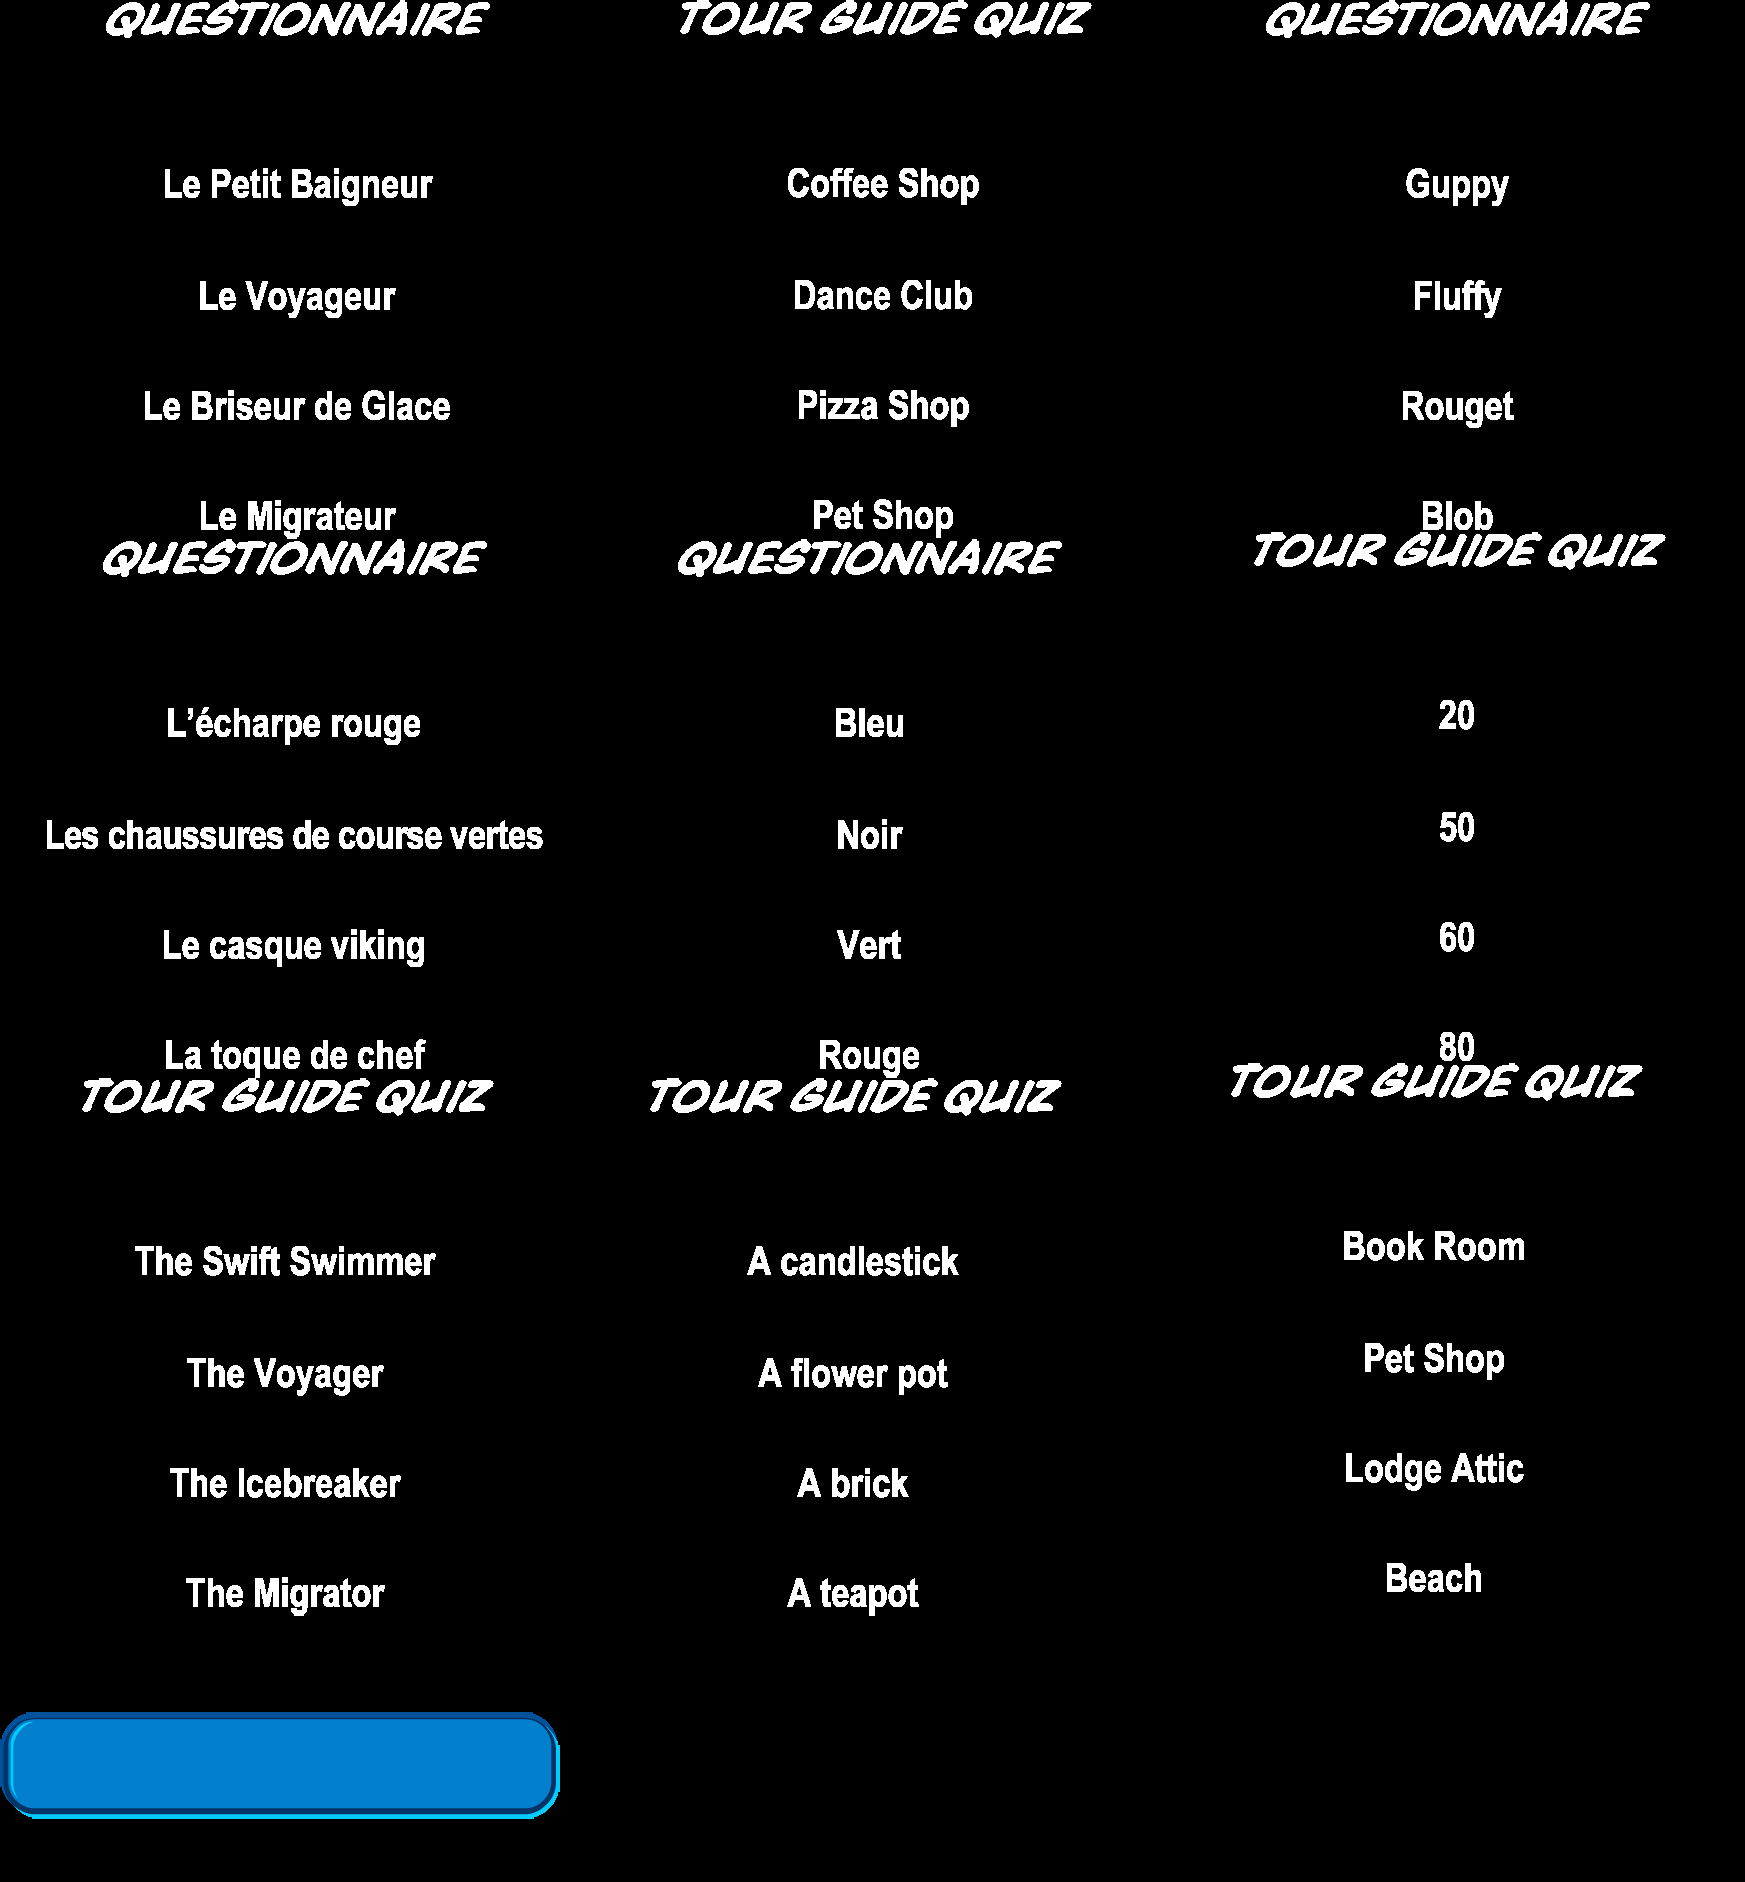 QUESTIONNAIRE
Le Petit Baigneur
Le Voyageur
Le Briseur de Glace
Le Migrateur
TOUR GUIDE QUIZ
Coffee Shop
Dance Club
Pizza Shop
Pet Shop
QUESTIONNAIRE
Guppy
Fluffy
Rouget
Blob
QUESTIONNAIRE
L’écharpe rouge
Les chaussures de course vertes
Le casque viking
La toque de chef
QUESTIONNAIRE
Bleu
Noir
Vert
Rouge
TOUR GUIDE QUIZ
20
50
60
80
TOUR GUIDE QUIZ
The Swift Swimmer
The Voyager
The Icebreaker
The Migrator
TOUR GUIDE QUIZ
A candlestick
A flower pot
A brick
A teapot
TOUR GUIDE QUIZ
Book Room
Pet Shop
Lodge Attic
Beach